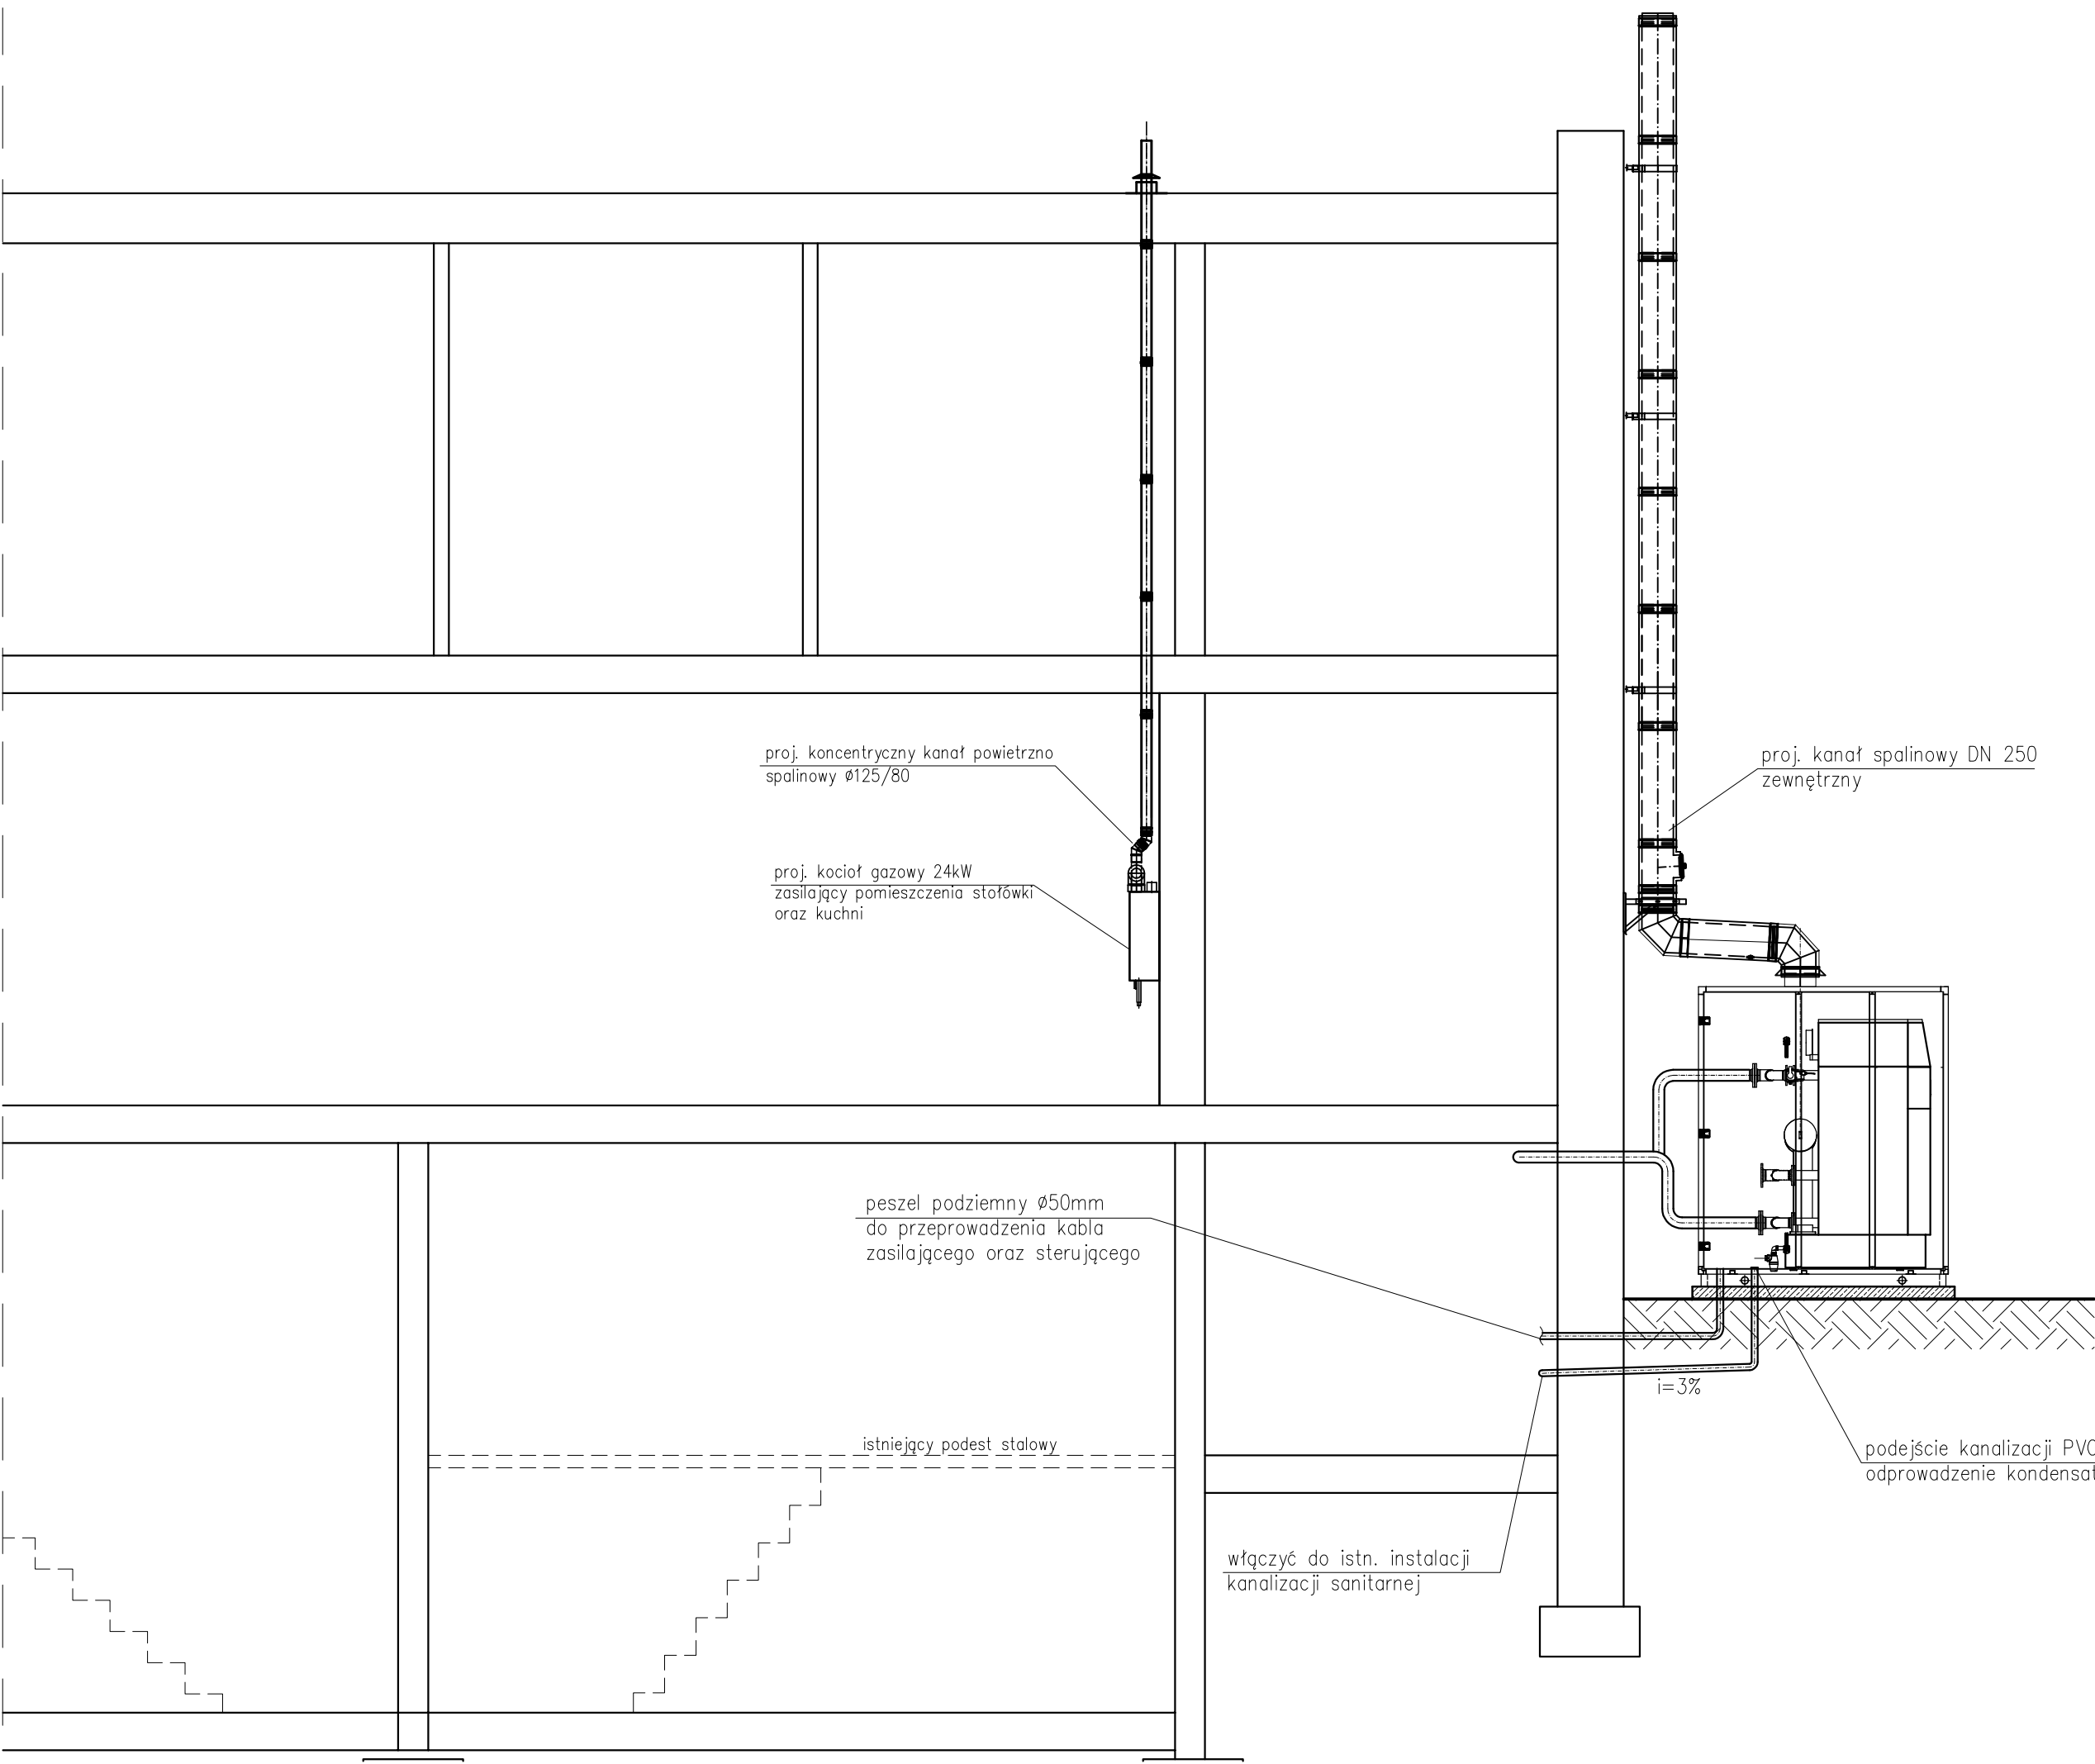 proj. koncentryczny kanał powietrzno
spalinowy ø125/80
proj. kanał spalinowy DN 250
zewnętrzny
proj. kocioł gazowy 24kW
zasilający pomieszczenia stołówki
oraz kuchni
peszel podziemny ø50mm
do przeprowadzenia kabla
zasilającego oraz sterującego
i=3%
istniejący podest stalowy
podejście kanalizacji PVC
odprowadzenie kondensat
włączyć do istn. instalacji
kanalizacji sanitarnej